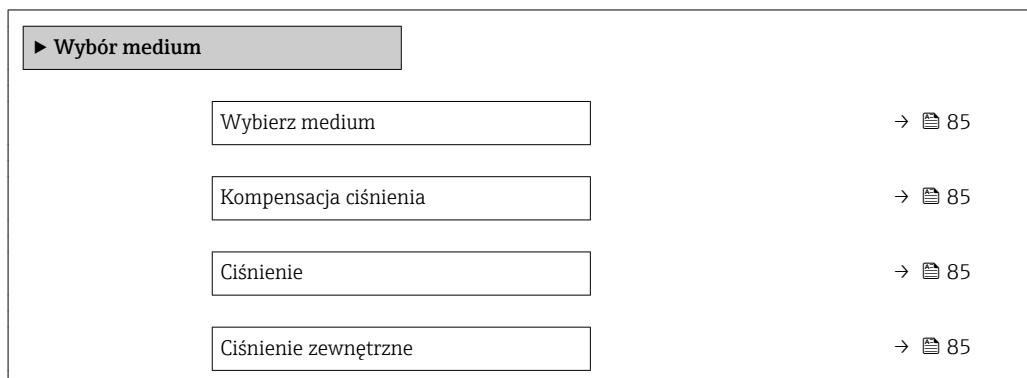 ▶ Wybór medium
Wybierz medium → 85
Kompensacja ciśnienia → 85
Ciśnienie → 85
Ciśnienie zewnętrzne → 85